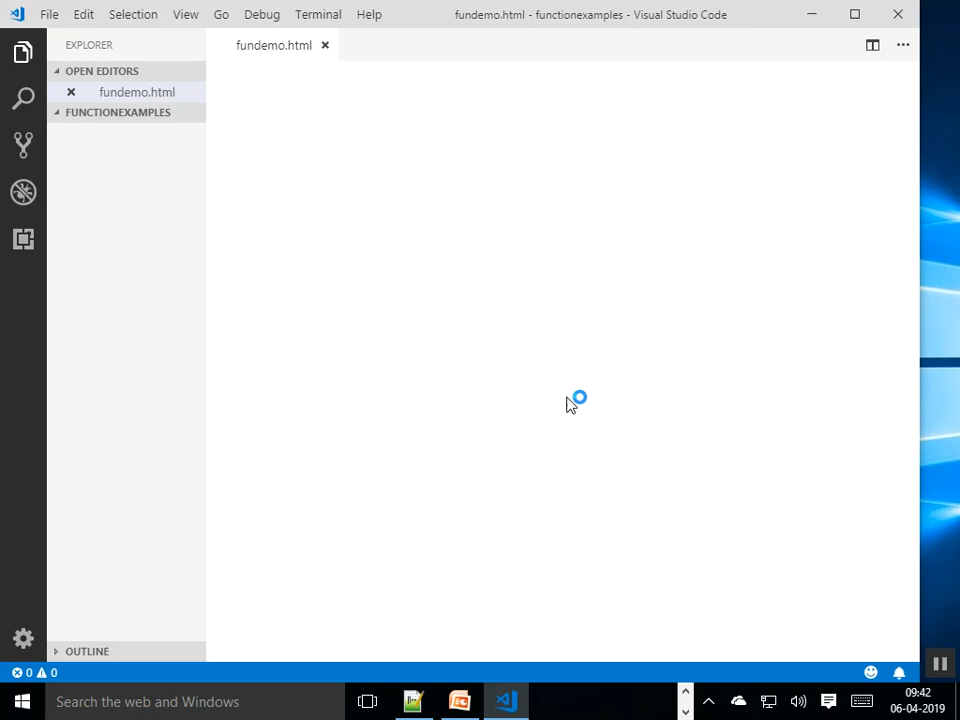 File Edit Selection View Go Debug Terminal Help fundemo.html - functionexamples - Visual Studio Code
EXPLORER
fundemo.html
OPEN EDITORS
fundemo.html
FUNCTIONEXAMPLES
OUTLINE
0 0
Search the web and Windows
09:42
06-04-2019